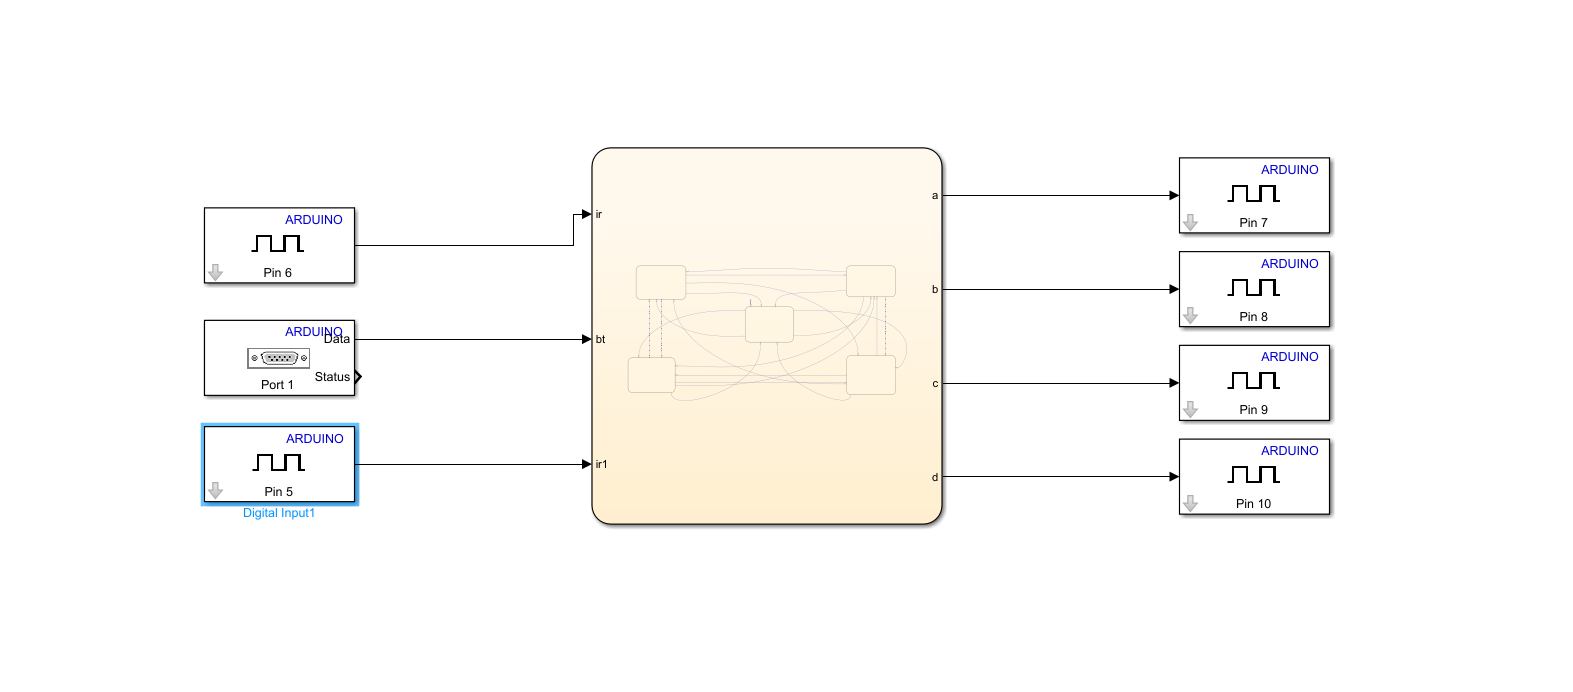 ARDUINO
Pin 6
ARDUINO
Data
Status
Port 1
ARDUINO
Pin 5
Digital Input1
ir
bt
ir1
a
b
c
d
ARDUINO
Pin 7
ARDUINO
Pin 8
ARDUINO
Pin 9
ARDUINO
Pin 10